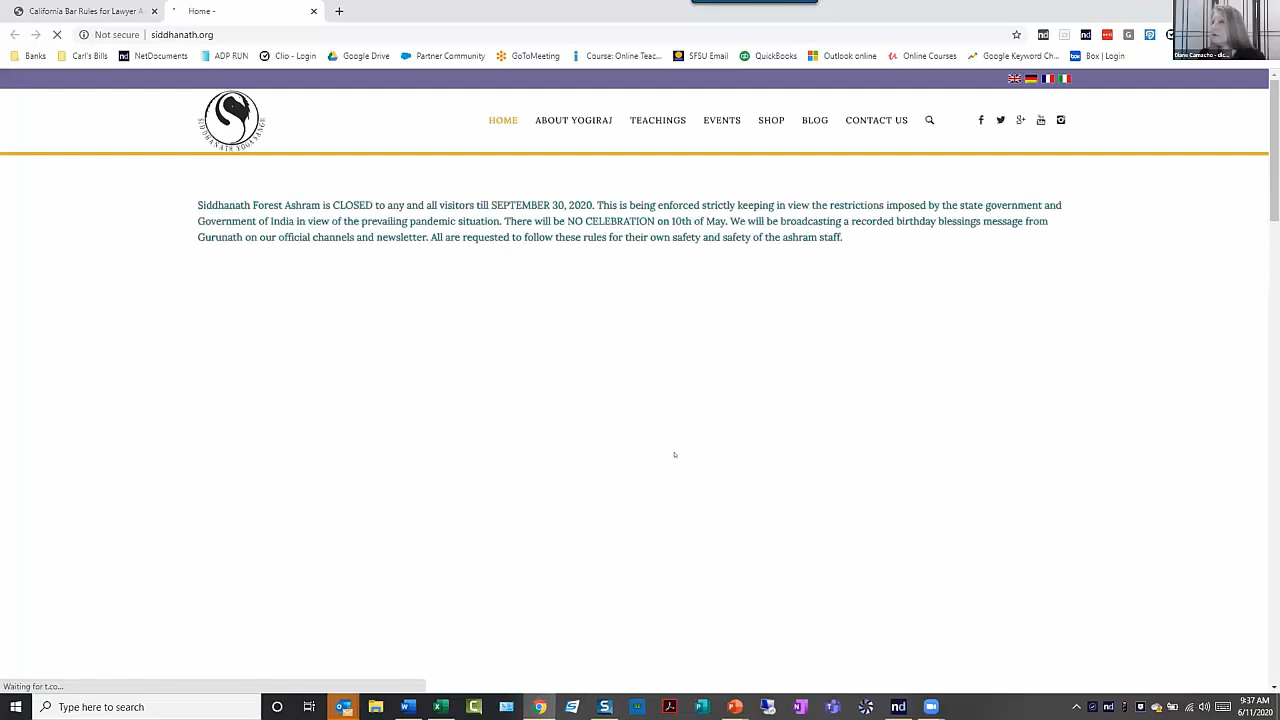 California Bar Rules for Lawyer A
Home -
Not secure
siddhanath.org
Diane Camacho - dlc...
Banks
Carl's Bills
NetDocuments
ADP RUN
Clio - Login
Google Drive
Partner Community
GoToMeeting
Course: Online Teac...
SFSU Email
QuickBooks
Outlook online
Online Courses
Google Keyword Ch...
Box | Login
SIDDHANATH YOGA SANGH
HOME
ABOUT YOGIRAJ
TEACHINGS
EVENTS
SHOP
BLOG
CONTACT US
Siddhanath Forest Ashram is CLOSED to any and all visitors till SEPTEMBER 30, 2020. This is being enforced strictly keeping in view the restrictions imposed by the state government and
Government of India in view of the prevailing pandemic situation. There will be NO CELEBRATION on 10th of May. We will be broadcasting a recorded birthday blessings message from
Gurunath on our official channels and newsletter. All are requested to follow these rules for their own safety and safety of the ashram staff.
Waiting for t.co...
Type here to search
9:37 AM
6/11/2020